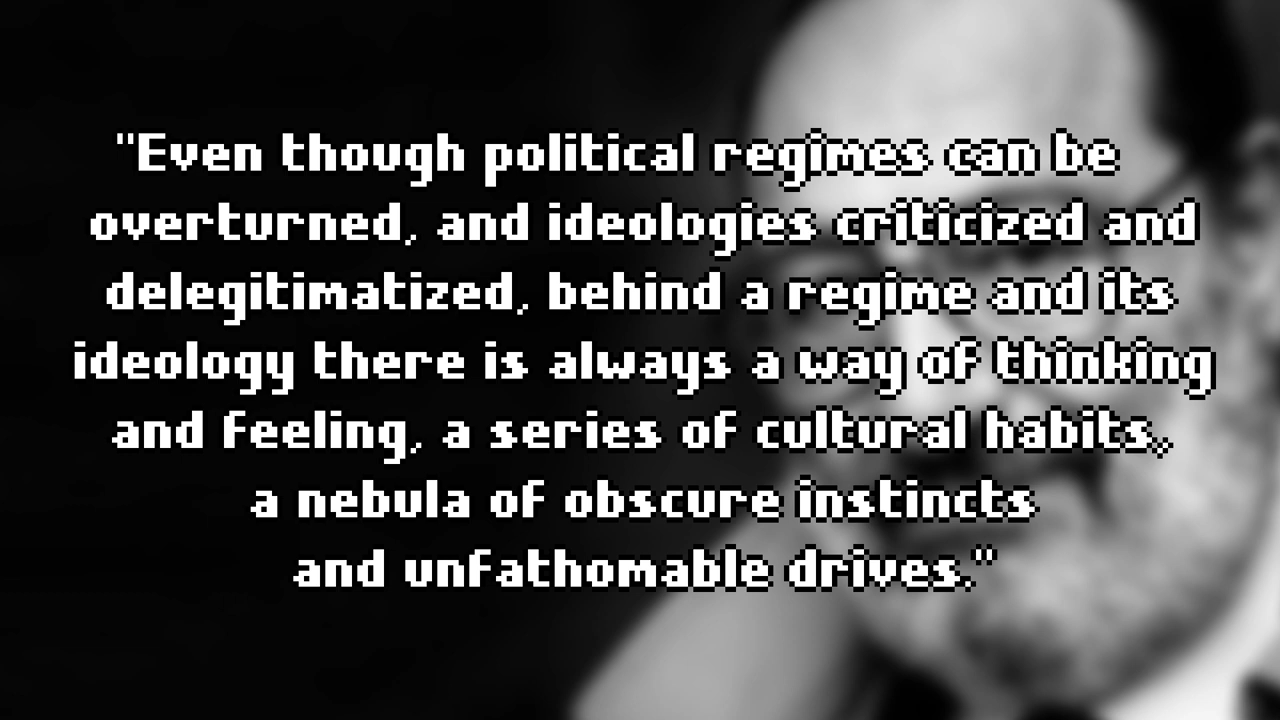 "Even though political regimes can be
overturned, and ideologies criticized and
delegitimatized, behind a regime and its
ideology there is always a way of thinking
and feeling, a series of cultural habits,
a nebula of obscure instincts
and unfathomable drives."